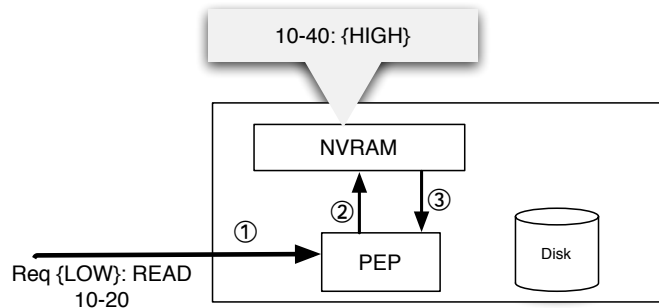 10-40: {HIGH}
NVRAM
①
②
③
PEP
Disk
Req {LOW}: READ
10-20